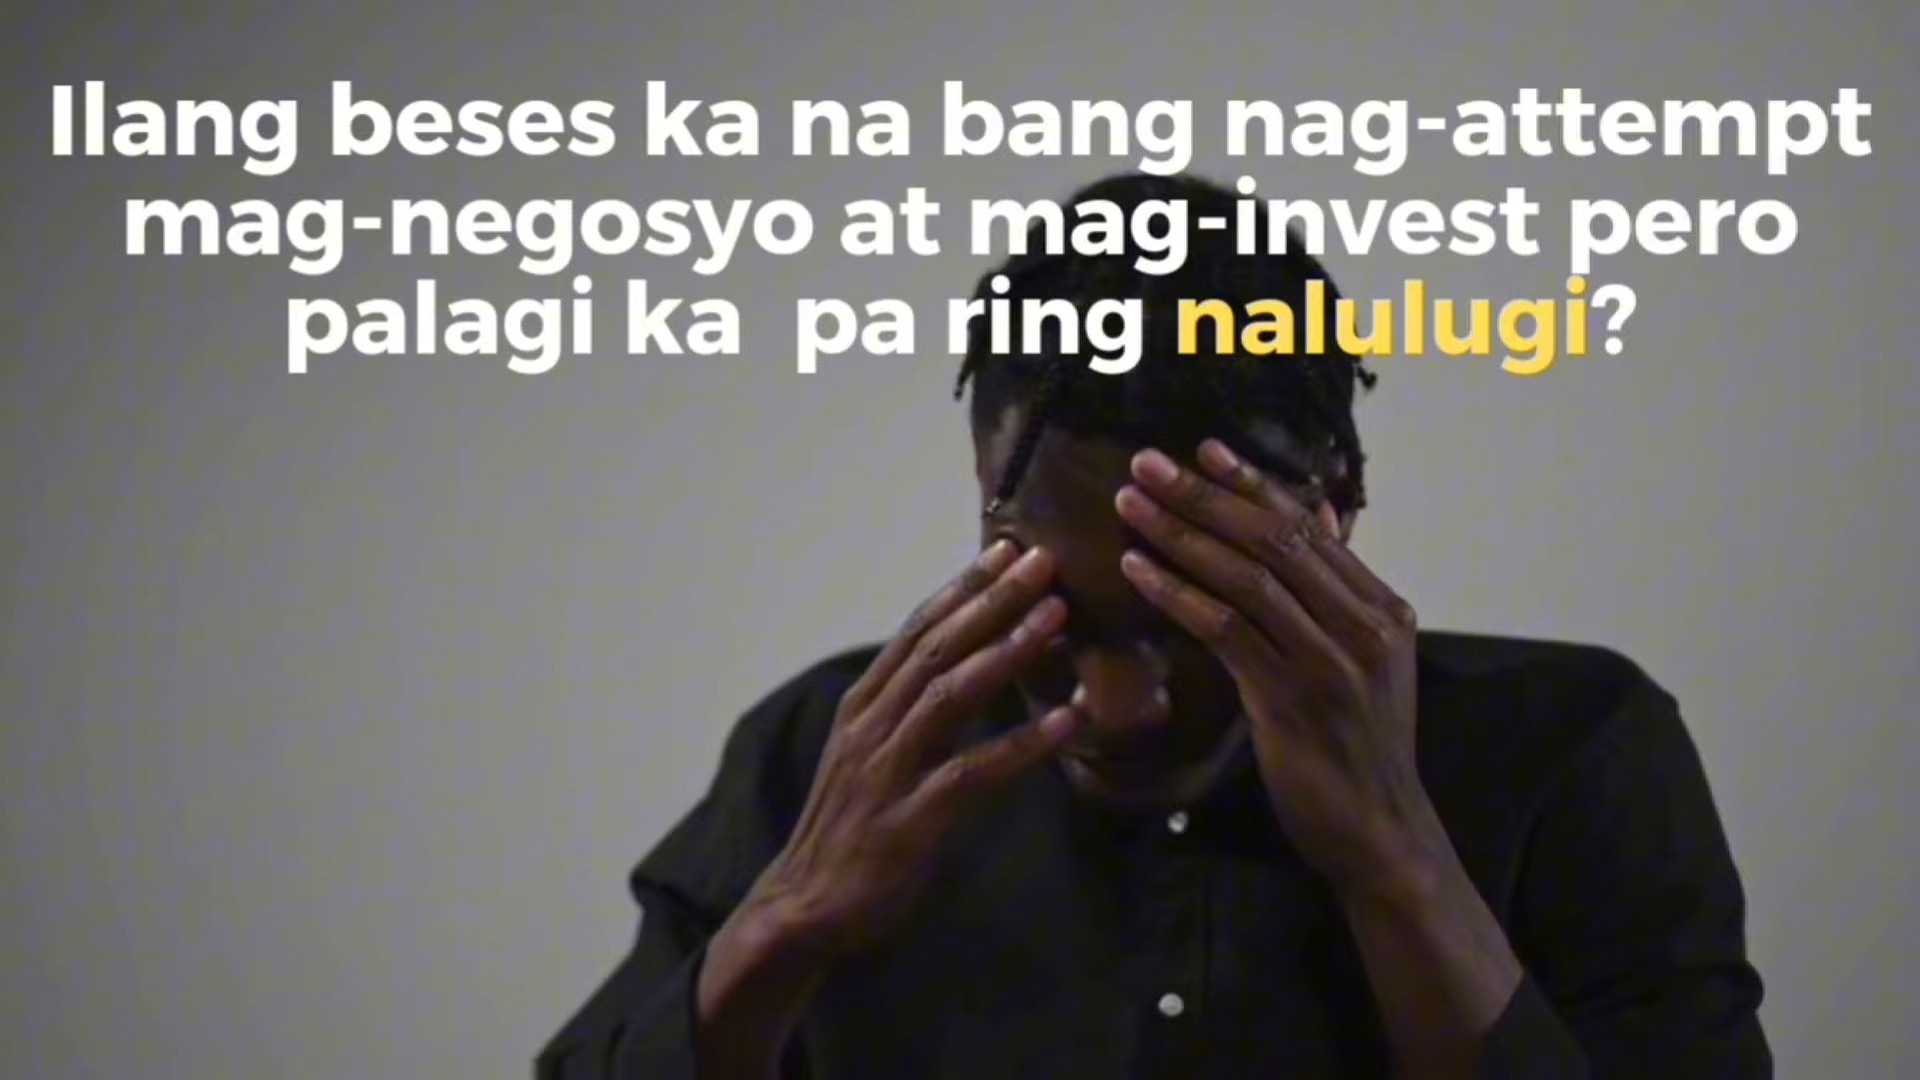 Ilang beses ka na bang nag-attempt
mag-negosyo at mag-invest pero
palagi ka pa ring nalulugi?